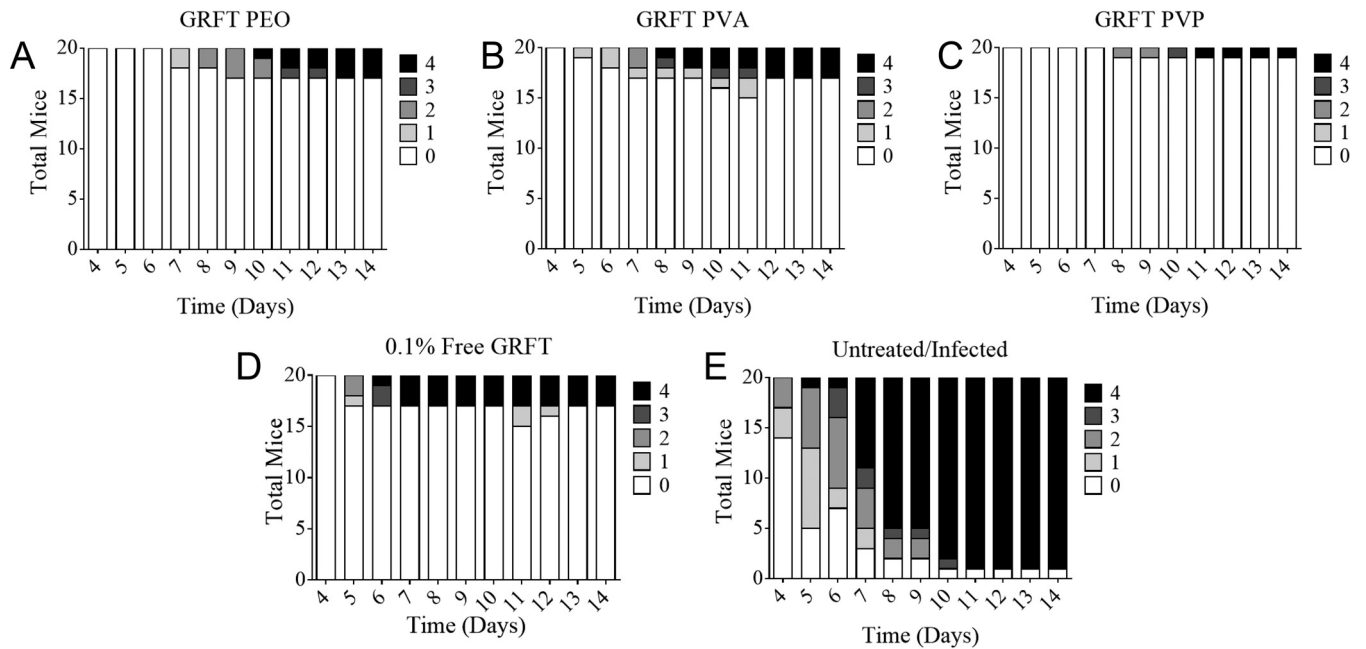 GRFT PEO
A
20
15
10
5
0
Total Mice
4
3
2
1
0
4 5 6 7 8 9 10 11 12 13 14
Time (Days)
GRFT PVA
B
20
15
10
5
0
Total Mice
4
3
2
1
0
4 5 6 7 8 9 10 11 12 13 14
Time (Days)
GRFT PVP
C
20
15
10
5
0
Total Mice
4
3
2
1
0
4 5 6 7 8 9 10 11 12 13 14
Time (Days)
0.1% Free GRFT
D
20
15
10
5
0
Total Mice
4
3
2
1
0
4 5 6 7 8 9 10 11 12 13 14
Time (Days)
Untreated/Infected
E
20
15
10
5
0
Total Mice
4
3
2
1
0
4 5 6 7 8 9 10 11 12 13 14
Time (Days)